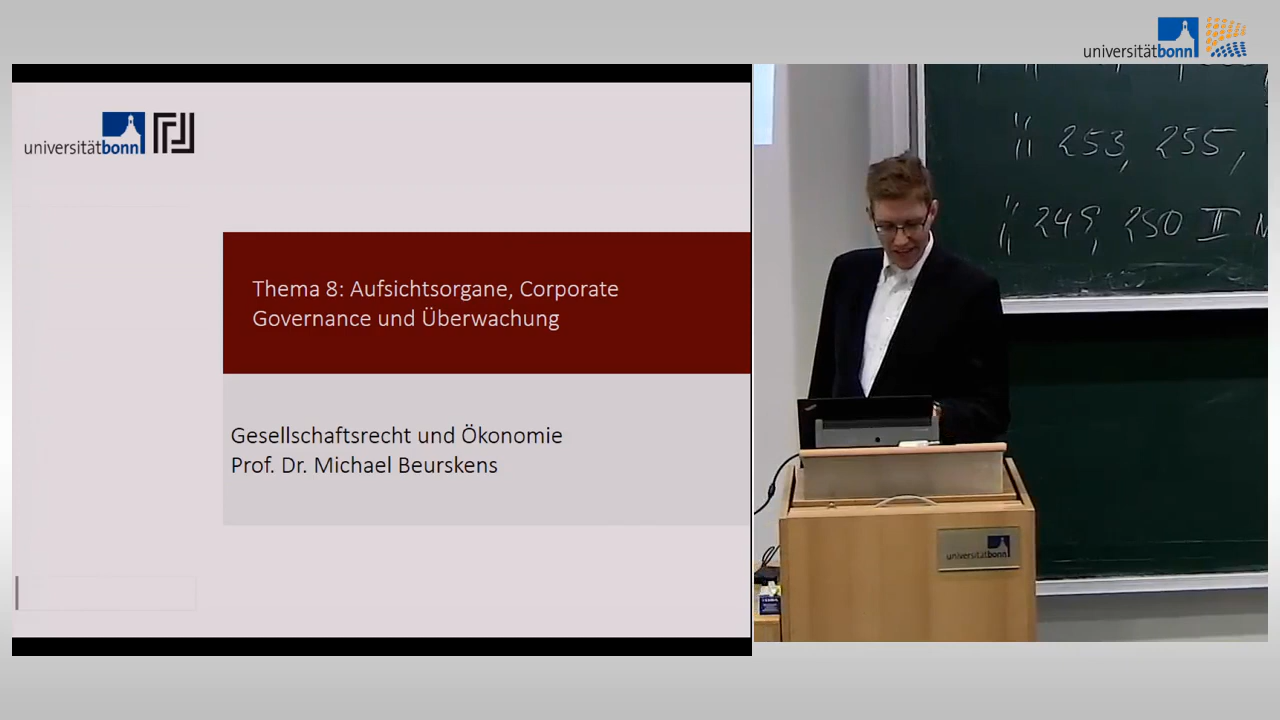 universitätbonn
universitätbonn
Thema 8: Aufsichtsorgane, Corporate
Governance und Überwachung
Gesellschaftsrecht und Ökonomie
Prof. Dr. Michael Beurskens
253, 255,
249, 250 II
universitätbonn